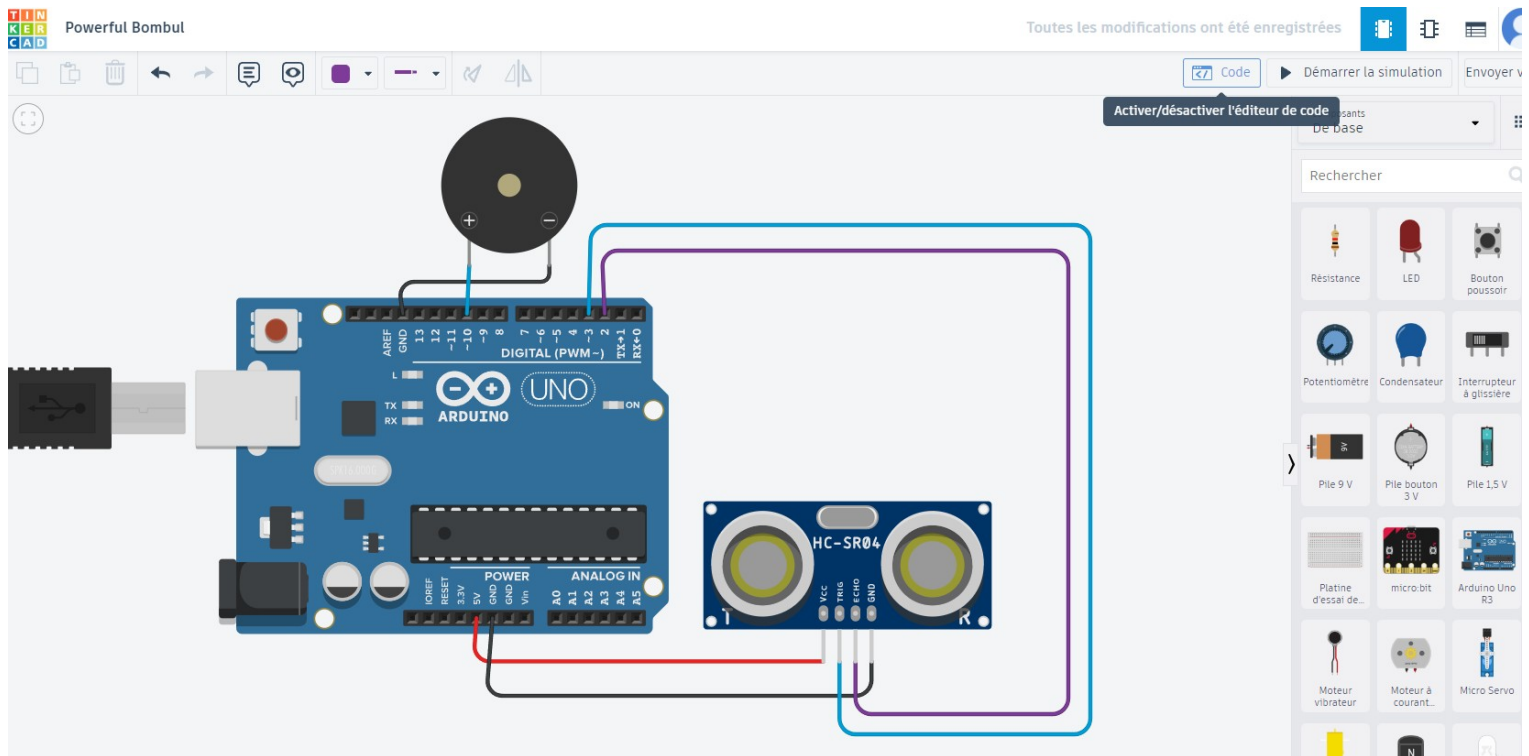 TIN
KER
CAD
Powerful Bombul
Toutes les modifications ont été enregistrées
Code
Démarrer la simulation
Envoyer v
Activer/désactiver l'éditeur de code
osants
De base
Rechercher
Résistance
LED
Bouton
poussoir
Potentiomètre
Condensateur
Interrupteur
à glissière
9V
Pile 9 V
Pile bouton
3 V
Pile 1,5 V
Platine
d'essai de...
micro:bit
Arduino Uno
R3
Moteur
vibrateur
Moteur à
courant...
Micro Servo
N
+
−
AREF
GND
13
12
~11
~10
~9
8
7
~6
~5
4
~3
2
TX→1
RX←0
DIGITAL (PWM~)
L
TX
RX
ARDUINO
UNO
ON
POWER
ANALOG IN
IOREF
RESET
3.3V
5V
GND
GND
Vin
A0
A1
A2
A3
A4
A5
HC-SR04
Vcc
TRIG
ECHO
GND
T
R